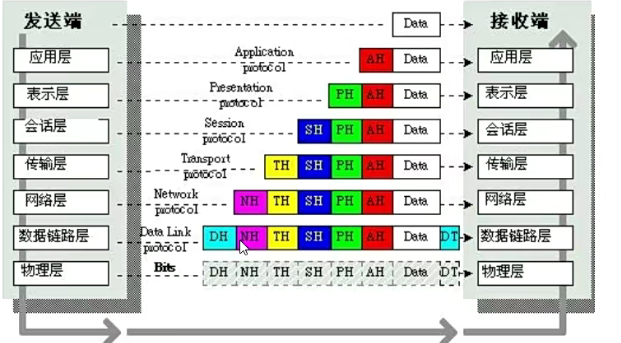 发送端 Data 接收端
应用层 Application protocol AH Data 应用层
表示层 Presentation protocol PH AH Data 表示层
会话层 Session protocol SH PH AH Data 会话层
传输层 Transport protocol TH SH PH AH Data 传输层
网络层 Network protocol NH TH SH PH AH Data 网络层
数据链路层 Data Link protocol DH NH TH SH PH AH Data DT 数据链路层
物理层 Bits DH NH TH SH PH AH Data DT 物理层